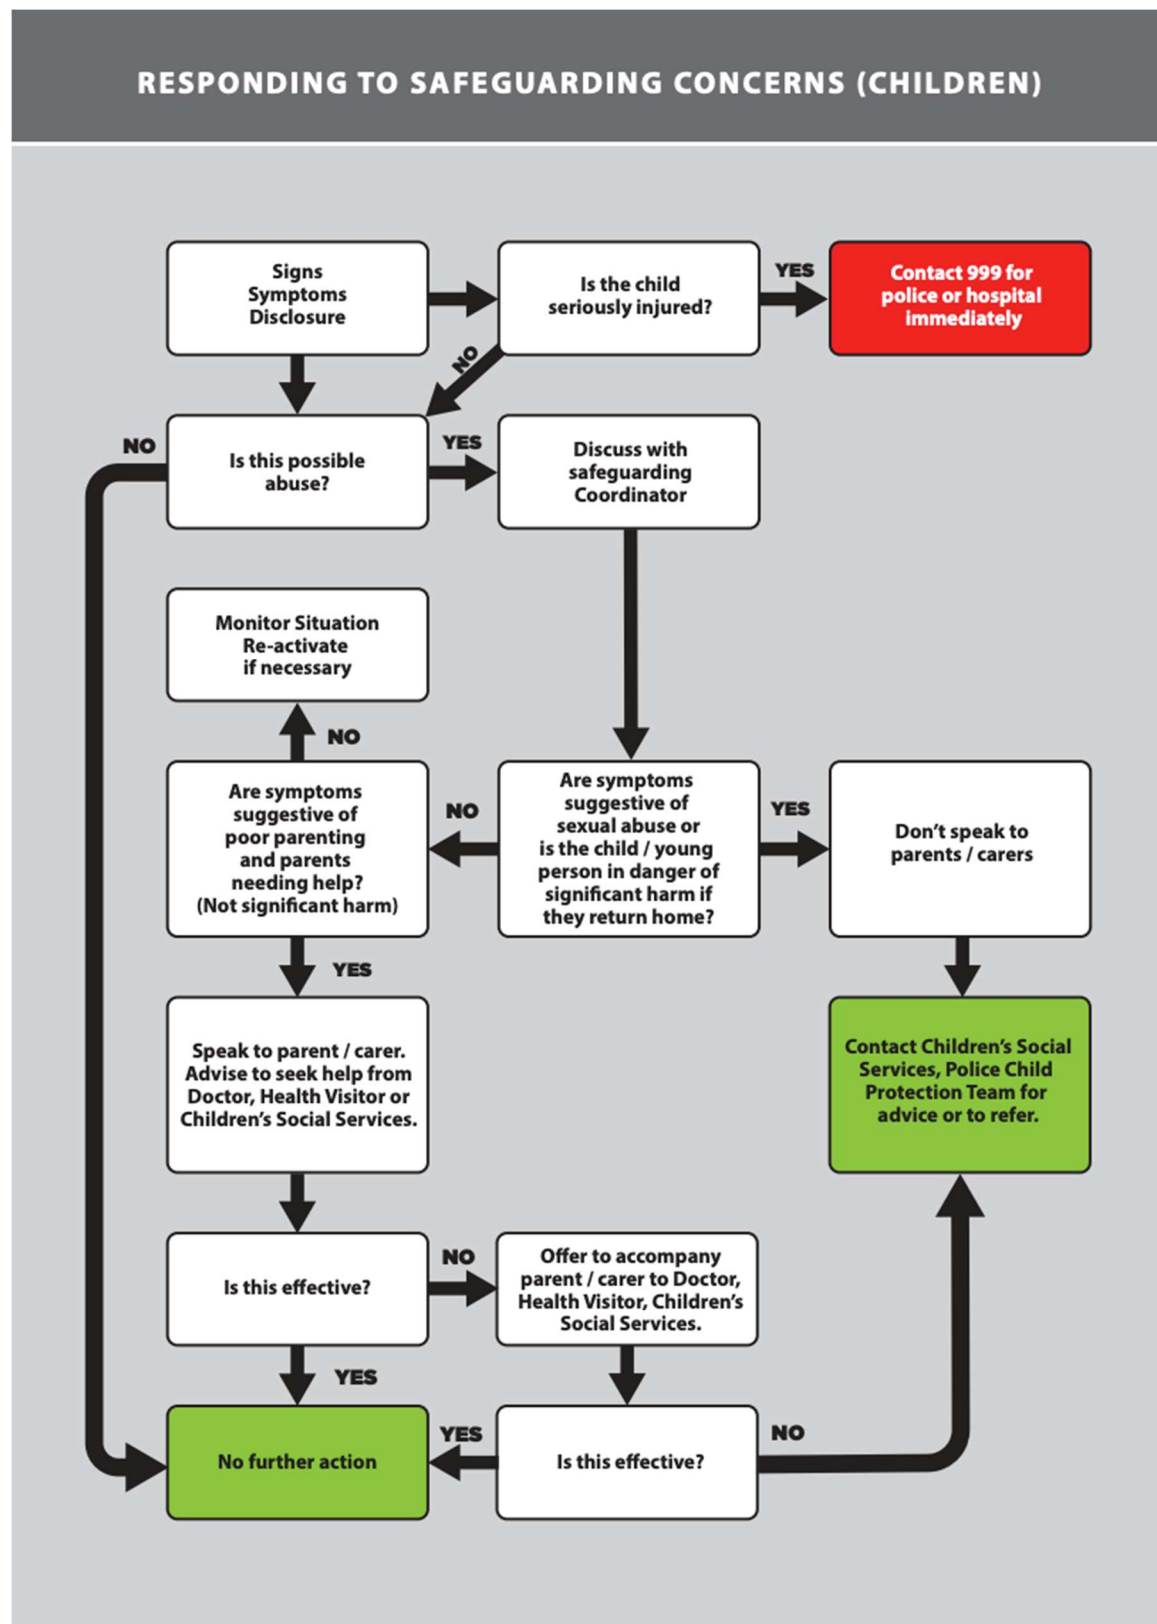 RESPONDING TO SAFEGUARDING CONCERNS (CHILDREN)
Signs
Symptoms
Disclosure
Is the child
seriously injured?
YES
Contact 999 for
police or hospital
immediately
NO
NO
Is this possible
abuse?
YES
Discuss with
safeguarding
Coordinator
Monitor Situation
Re-activate
if necessary
NO
Are symptoms
suggestive of
poor parenting
and parents
needing help?
(Not significant harm)
NO
Are symptoms
suggestive of
sexual abuse or
is the child / young
person in danger of
significant harm if
they return home?
YES
Don’t speak to
parents / carers
YES
Speak to parent / carer.
Advise to seek help from
Doctor, Health Visitor or
Children’s Social Services.
Contact Children’s Social
Services, Police Child
Protection Team for
advice or to refer.
Is this effective?
NO
Offer to accompany
parent / carer to Doctor,
Health Visitor, Children’s
Social Services.
YES
No further action
YES
Is this effective?
NO